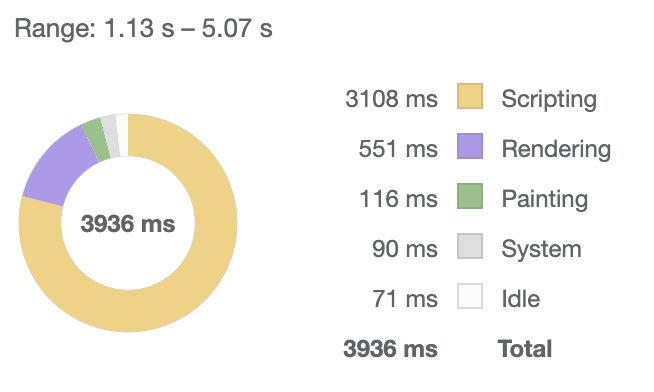 Range: 1.13 s – 5.07 s
3936 ms
3108 ms Scripting
551 ms Rendering
116 ms Painting
90 ms System
71 ms Idle
3936 ms Total